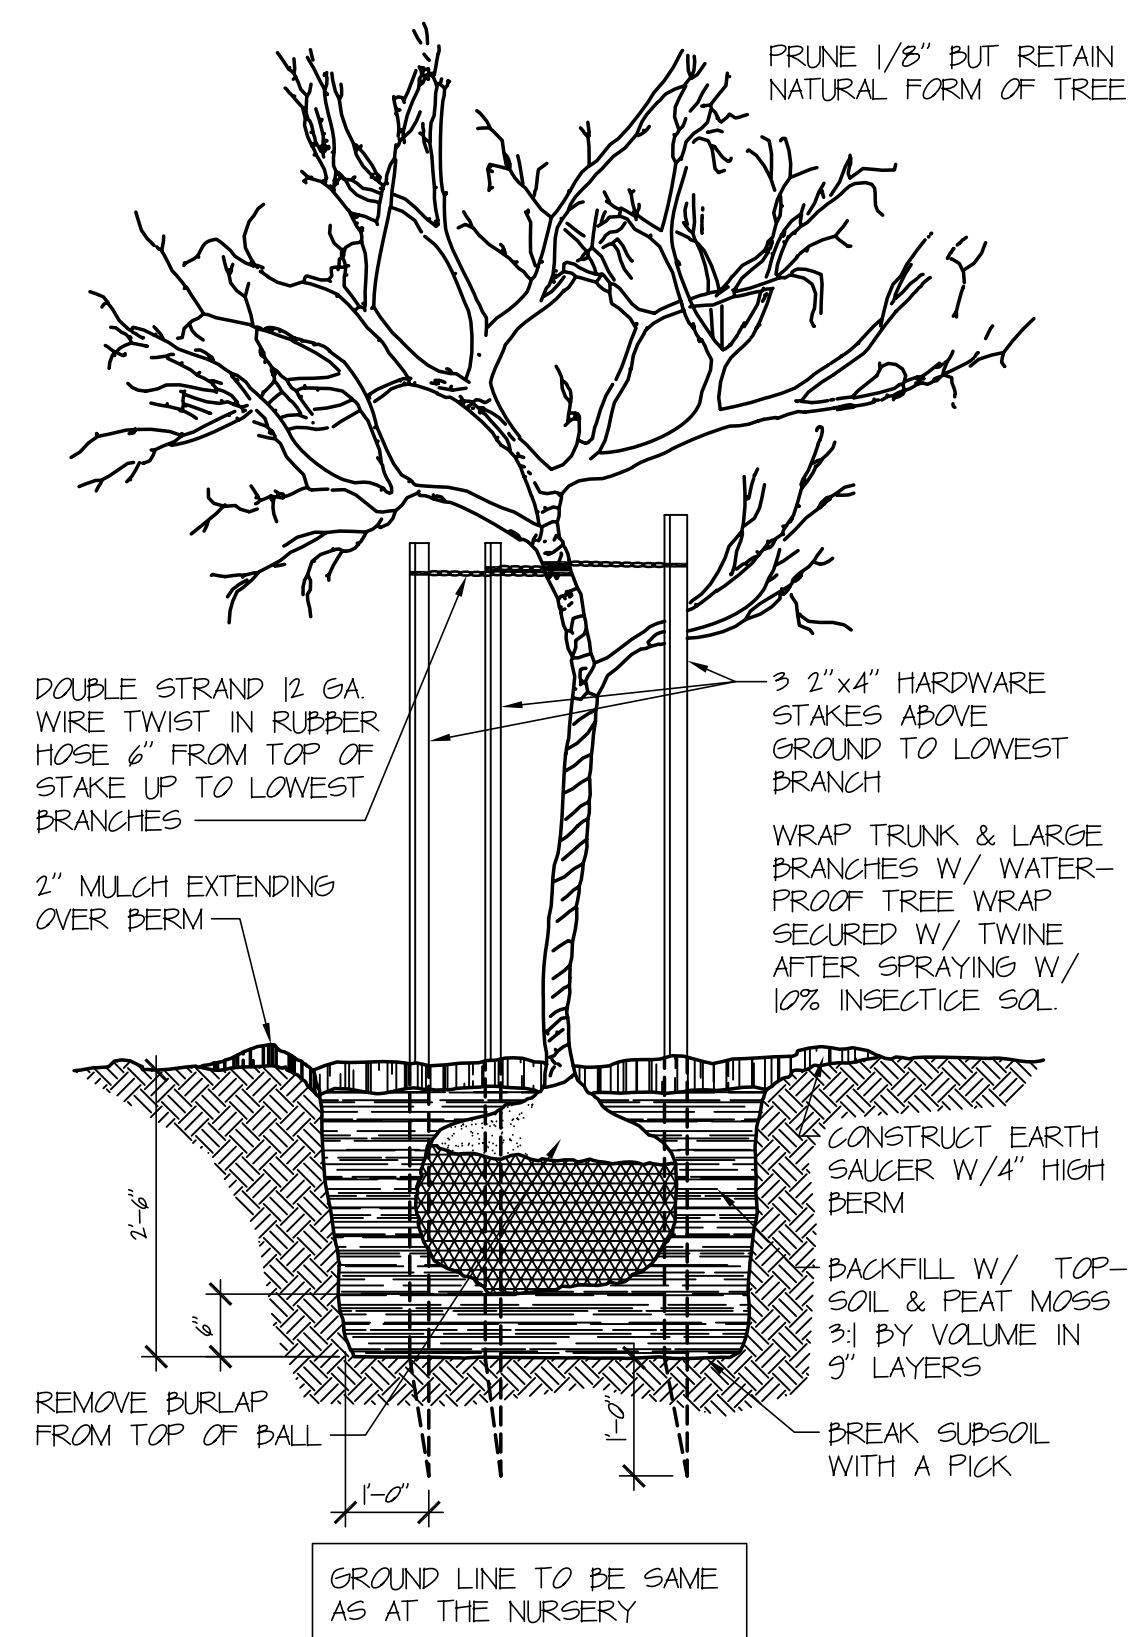 PRUNE 1/8" BUT RETAIN
NATURAL FORM OF TREE
DOUBLE STRAND 12 GA.
WIRE TWIST IN RUBBER
HOSE 6" FROM TOP OF
STAKE UP TO LOWEST
BRANCHES
3 2"x4" HARDWARE
STAKES ABOVE
GROUND TO LOWEST
BRANCH
WRAP TRUNK & LARGE
BRANCHES W/ WATER-
PROOF TREE WRAP
SECURED W/ TWINE
AFTER SPRAYING W/
10% INSECTICE SOL.
2" MULCH EXTENDING
OVER BERM
CONSTRUCT EARTH
SAUCER W/4" HIGH
BERM
2'-6"
6"
BACKFILL W/ TOP-
SOIL & PEAT MOSS
3:1 BY VOLUME IN
9" LAYERS
REMOVE BURLAP
FROM TOP OF BALL
1'-0"
BREAK SUBSOIL
WITH A PICK
1'-0"
GROUND LINE TO BE SAME
AS AT THE NURSERY